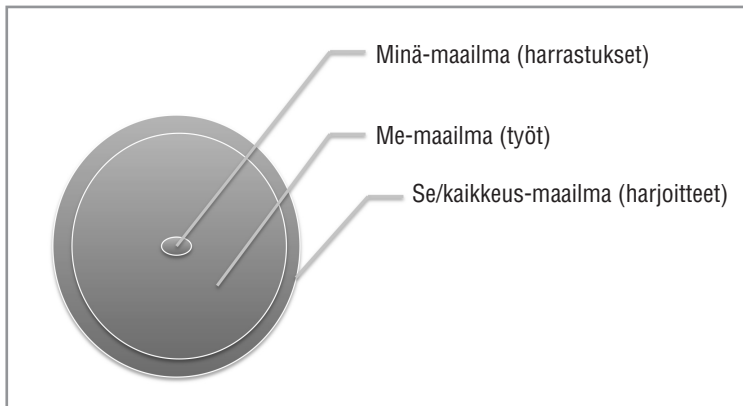 Minä-maailma (harrastukset)
Me-maailma (työt)
Se/kaikkeus-maailma (harjoitteet)